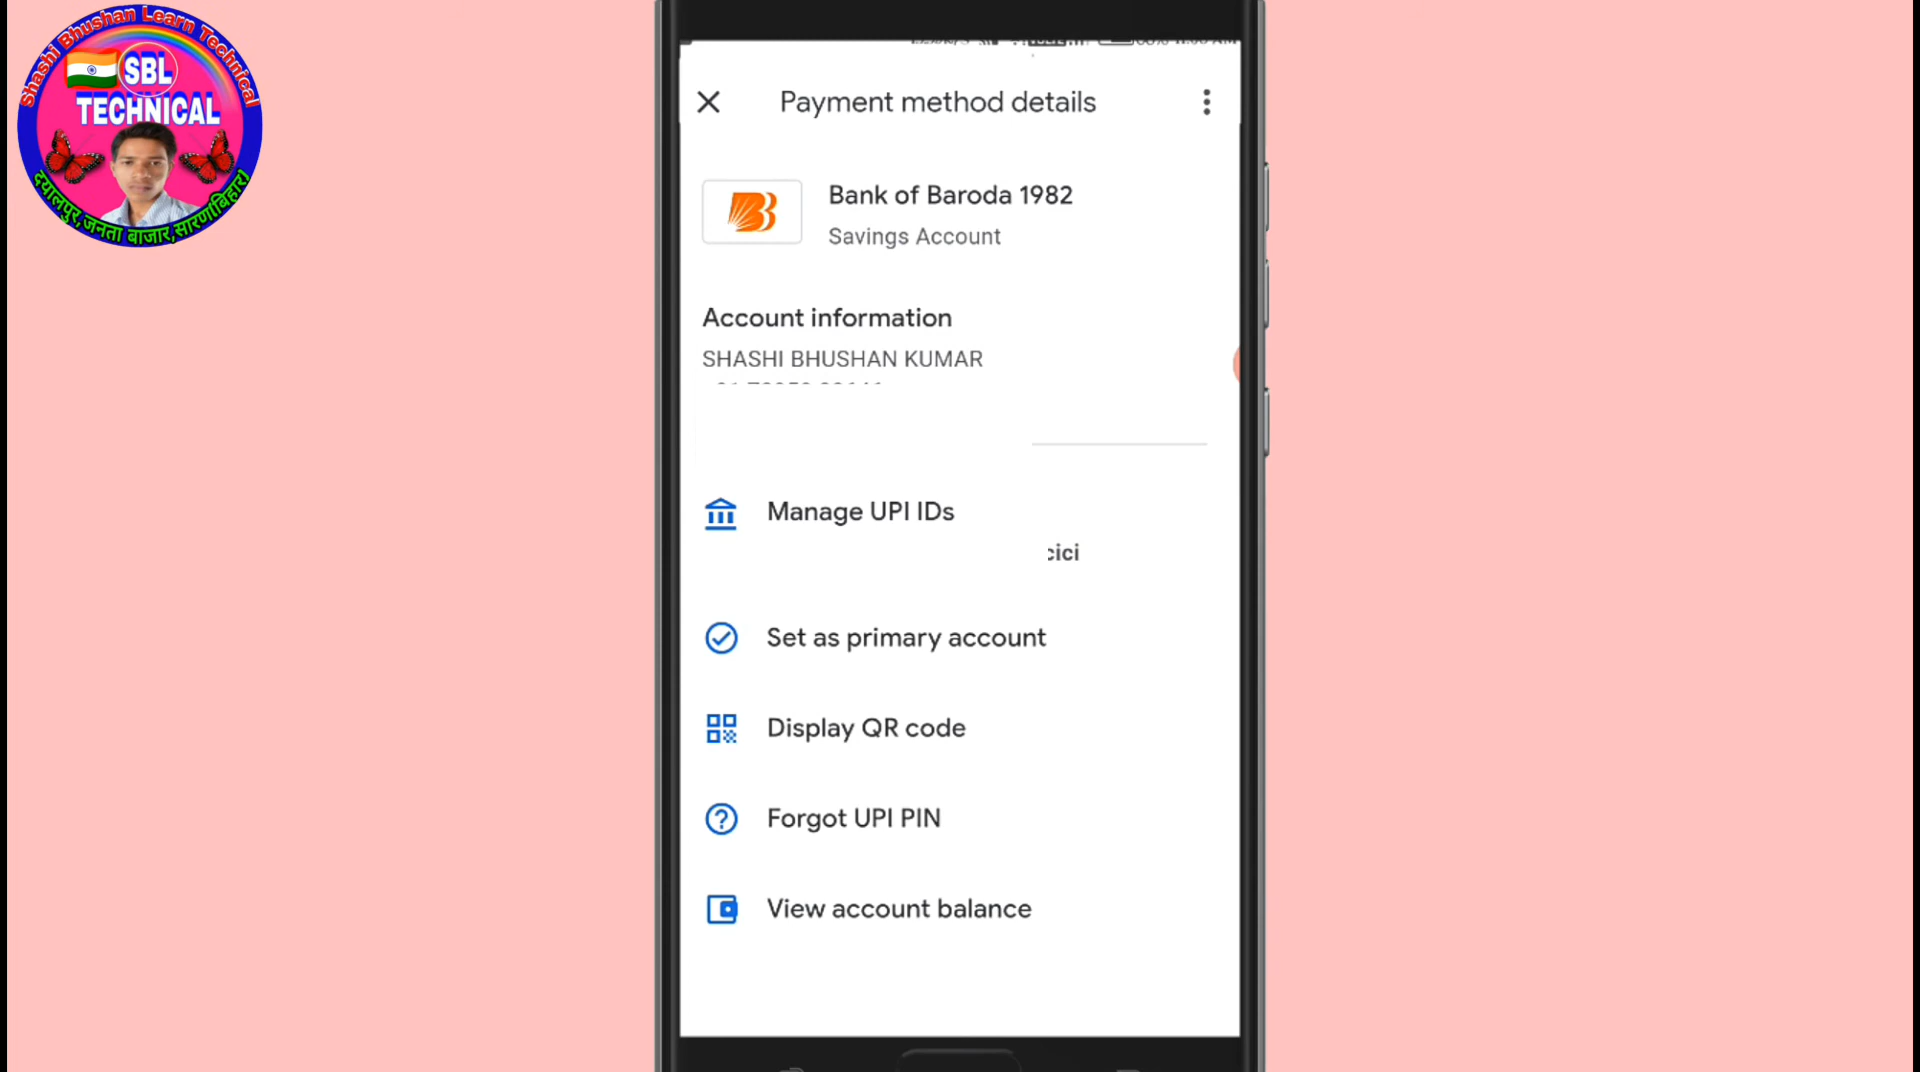 Shashi Bhushan Learn Technical
SBL
TECHNICAL
दयालपुर,जनता बाजार,सारण(बिहार)
Payment method details
Bank of Baroda 1982
Savings Account
Account information
SHASHI BHUSHAN KUMAR
Manage UPI IDs
cici
Set as primary account
Display QR code
Forgot UPI PIN
View account balance